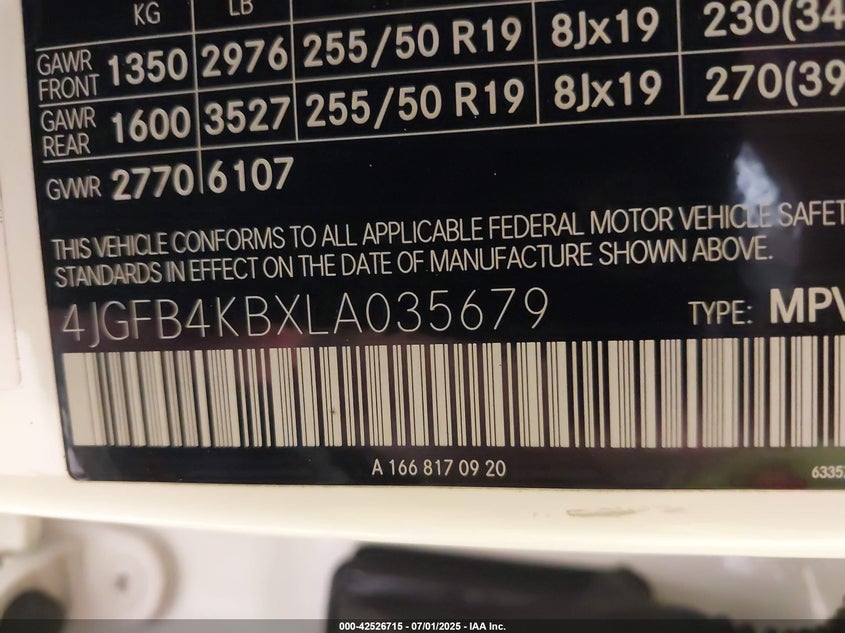 KG LB
GAWR FRONT 1350 2976 255/50 R19 8Jx19 230(34
GAWR REAR 1600 3527 255/50 R19 8Jx19 270(39
GVWR 2770 6107
THIS VEHICLE CONFORMS TO ALL APPLICABLE FEDERAL MOTOR VEHICLE SAFET
STANDARDS IN EFFECT ON THE DATE OF MANUFACTURE SHOWN ABOVE.
4JGFB4KBXLA035679 TYPE: MPV
A 166 817 09 20 6335
000-42526715 - 07/01/2025 - IAA Inc.